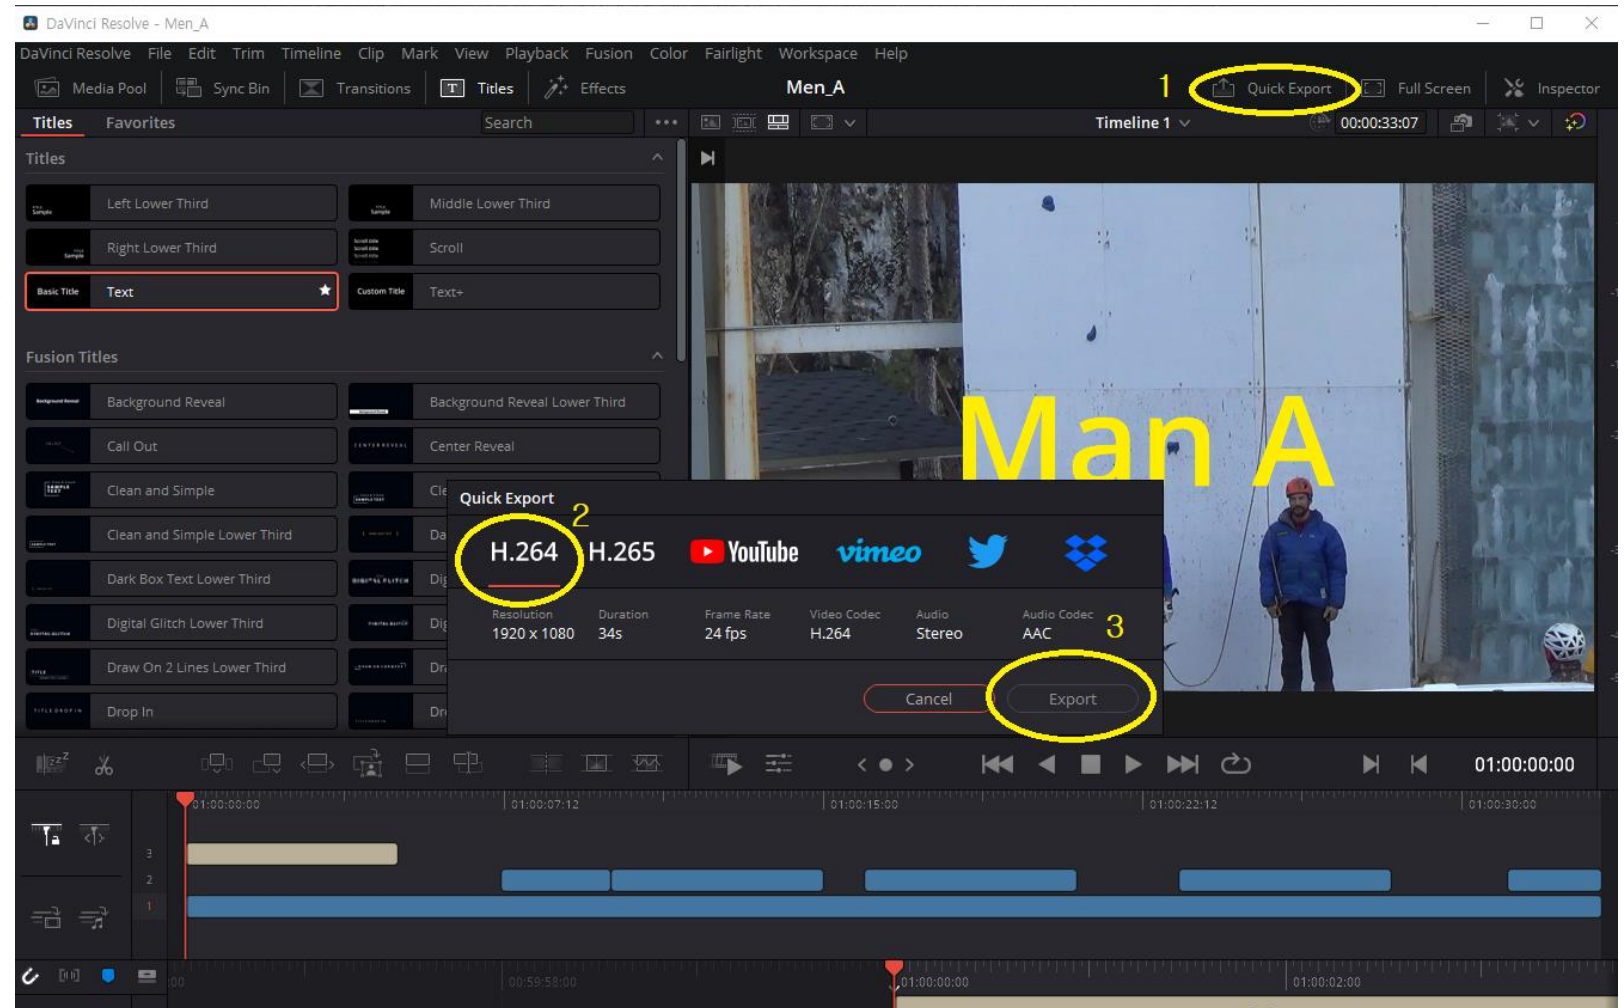 DaVinci Resolve - Men_A
DaVinci Resolve File Edit Trim Timeline Clip Mark View Playback Fusion Color Fairlight Workspace Help
Media Pool Sync Bin Transitions Titles Effects Men_A 1 Quick Export Full Screen Inspector
Titles Favorites Search Timeline 1 00:00:33:07
Titles
Left Lower Third Middle Lower Third
Right Lower Third Scroll
Basic Title Text Custom Title Text+
Fusion Titles
Background Reveal Background Reveal Lower Third
Call Out CENTER REVEAL Center Reveal
Man A
Clean and Simple
Quick Export 2
Clean and Simple Lower Third
H.264 H.265 YouTube vimeo
Dark Box Text Lower Third
Resolution Duration Frame Rate Video Codec Audio Audio Codec 3
1920 x 1080 34s 24 fps H.264 Stereo AAC
Digital Glitch Lower Third
Draw On 2 Lines Lower Third
Cancel Export
TITLE DROP IN Drop In
01:00:00:00
01:00:00:00 01:00:07:12 01:00:15:00 01:00:22:12 01:00:30:00
3
2
1
:00 00:59:58:00 01:00:00:00 01:00:02:00